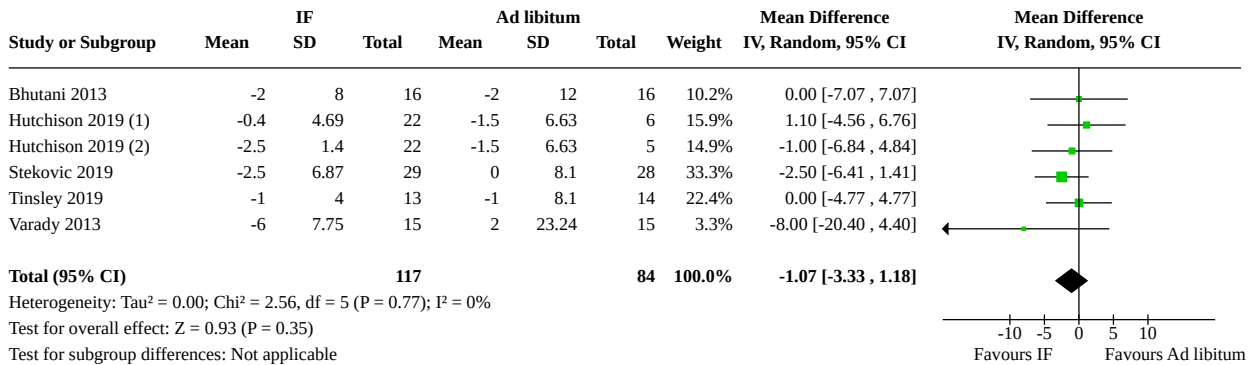 IF Ad libitum Mean Difference Mean Difference
Study or Subgroup Mean SD Total Mean SD Total Weight IV, Random, 95% CI IV, Random, 95% CI
Bhutani 2013 -2 8 16 -2 12 16 10.2% 0.00 [-7.07 , 7.07]
Hutchison 2019 (1) -0.4 4.69 22 -1.5 6.63 6 15.9% 1.10 [-4.56 , 6.76]
Hutchison 2019 (2) -2.5 1.4 22 -1.5 6.63 5 14.9% -1.00 [-6.84 , 4.84]
Stekovic 2019 -2.5 6.87 29 0 8.1 28 33.3% -2.50 [-6.41 , 1.41]
Tinsley 2019 -1 4 13 -1 8.1 14 22.4% 0.00 [-4.77 , 4.77]
Varady 2013 -6 7.75 15 2 23.24 15 3.3% -8.00 [-20.40 , 4.40]
Total (95% CI) 117 84 100.0% -1.07 [-3.33 , 1.18]
Heterogeneity: Tau² = 0.00; Chi² = 2.56, df = 5 (P = 0.77); I² = 0%
Test for overall effect: Z = 0.93 (P = 0.35)
-10 -5 0 5 10
Test for subgroup differences: Not applicable
Favours IF Favours Ad libitum